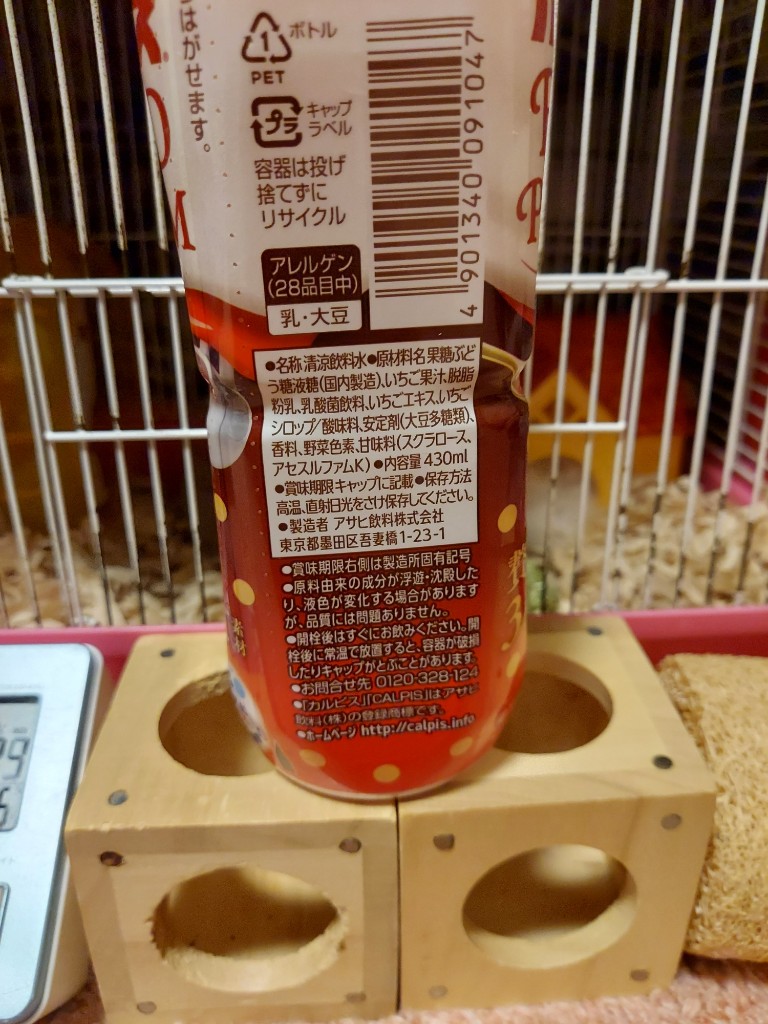 はがせます。
ボトル
1
PET
プラ
キャップ
ラベル
容器は投げ
捨てずに
リサイクル
アレルゲン
(28品目中)
乳・大豆
4 901340 091047
●名称 清涼飲料水●原材料名 果糖ぶど
う糖液糖(国内製造)、いちご果汁、脱脂
粉乳、乳酸菌飲料、いちごエキス、いちご
シロップ/酸味料、安定剤(大豆多糖類)、
香料、野菜色素、甘味料(スクラロース、
アセスルファムK)●内容量 430ml
●賞味期限 キャップに記載●保存方法
高温、直射日光をさけ保存してください。
●製造者 アサヒ飲料株式会社
東京都墨田区吾妻橋1-23-1
●賞味期限右側は製造所固有記号
●原料由来の成分が浮遊・沈殿した
り、液色が変化する場合があります
が、品質には問題ありません。
●開栓後はすぐにお飲みください。開
栓後に常温で放置すると、容器が破損
したりキャップがとぶことがあります。
●お問合せ先 0120-328-124
●「カルピス」「CALPIS」はアサヒ
飲料(株)の登録商標です。
●ホームページ http://calpis.info
素材